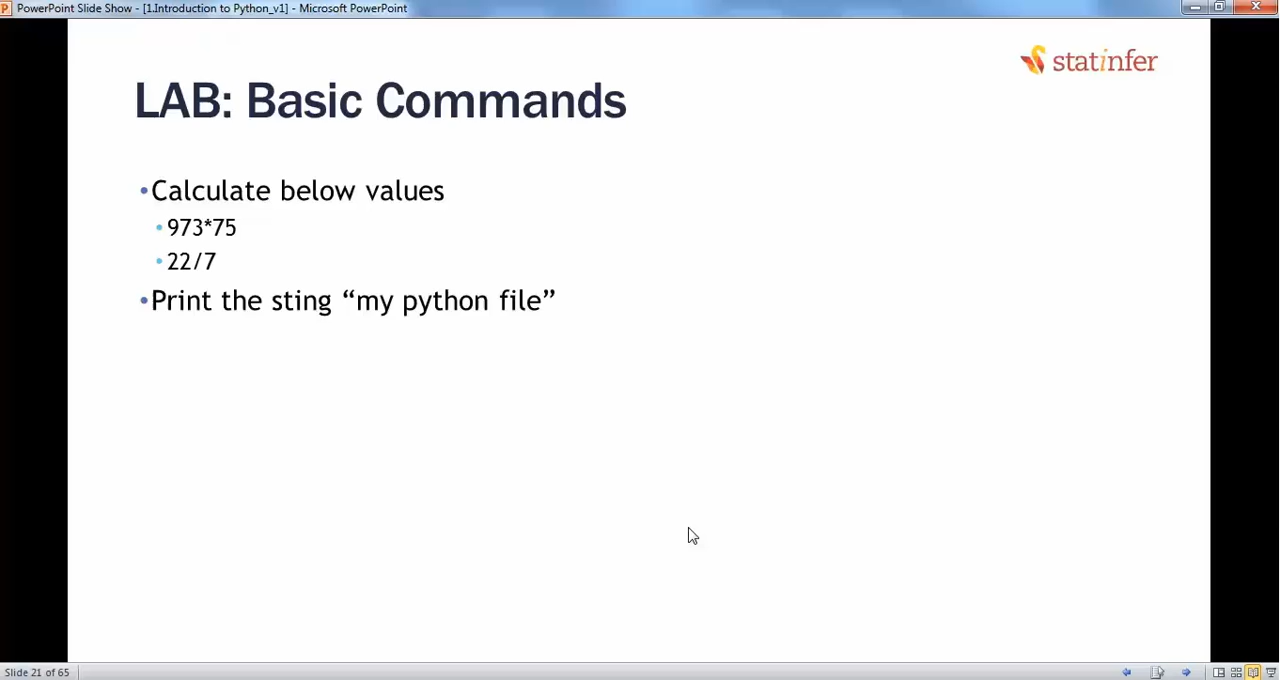 PowerPoint Slide Show - [1.Introduction to Python_v1] - Microsoft PowerPoint
statinfer
LAB: Basic Commands
•Calculate below values
•973*75
•22/7
•Print the sting “my python file”
Slide 21 of 65